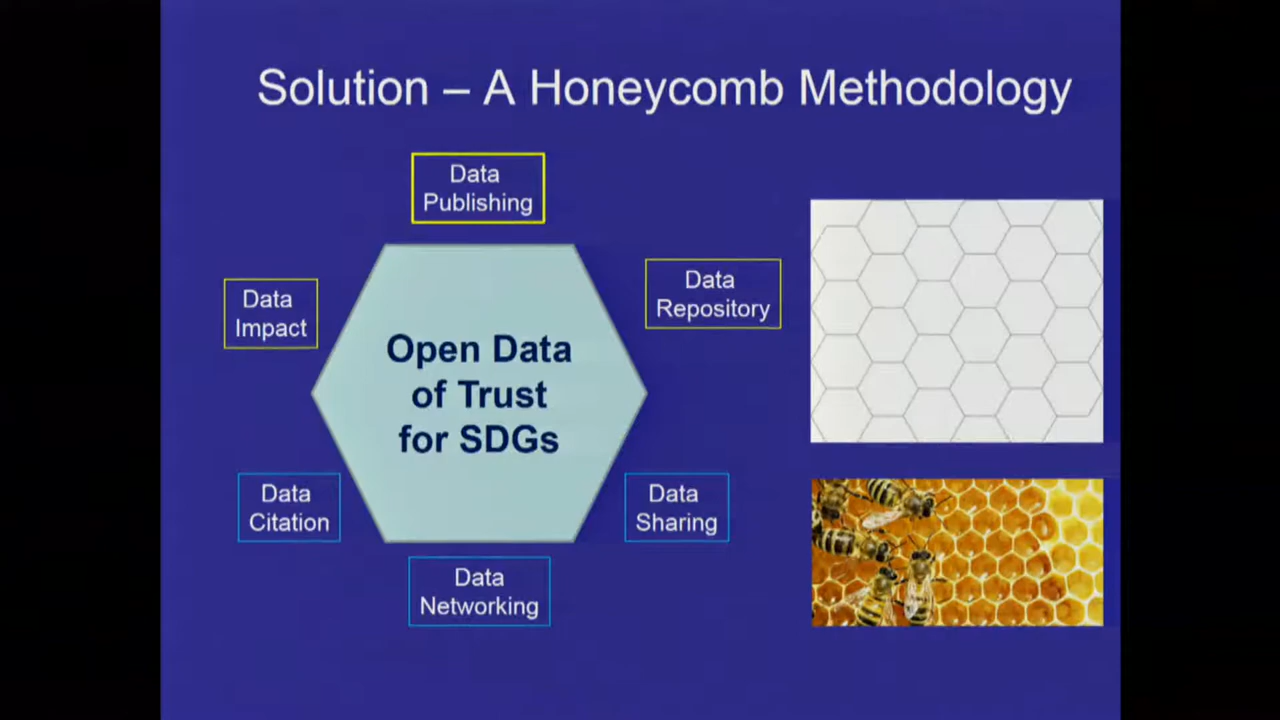 Solution – A Honeycomb Methodology
Data
Publishing
Data
Repository
Data
Impact
Open Data
of Trust
for SDGs
Data
Citation
Data
Sharing
Data
Networking